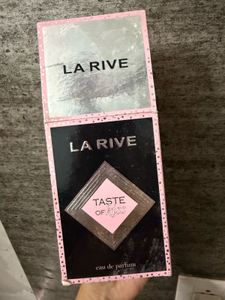 LA RIVE
LA RIVE
TASTE
OF kiss
eau de parfum